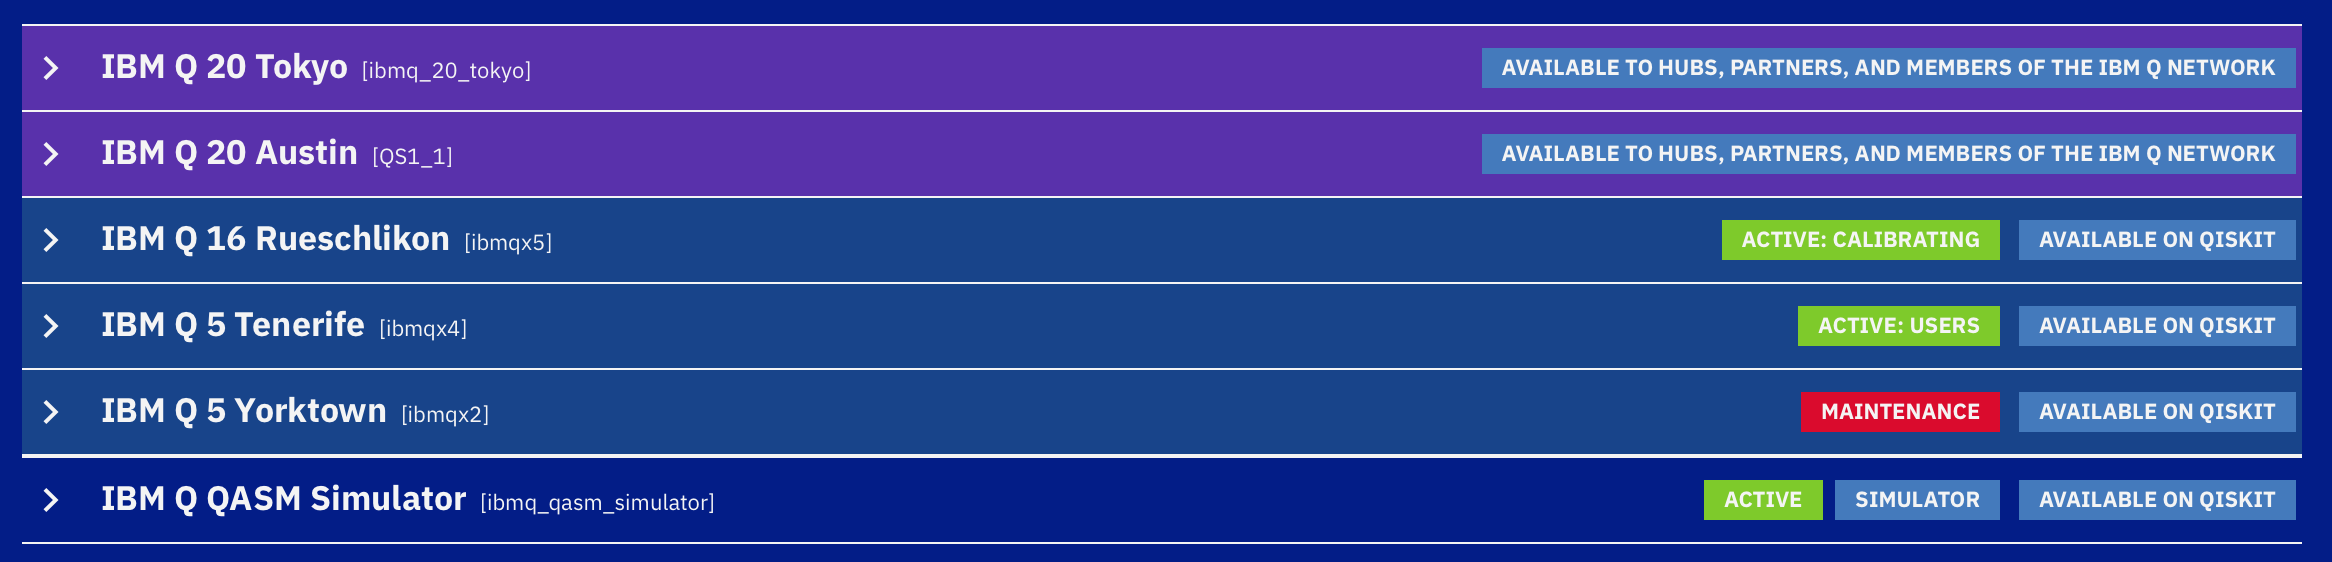 IBM Q 20 Tokyo [ibmq_20_tokyo] AVAILABLE TO HUBS, PARTNERS, AND MEMBERS OF THE IBM Q NETWORK
IBM Q 20 Austin [QS1_1] AVAILABLE TO HUBS, PARTNERS, AND MEMBERS OF THE IBM Q NETWORK
IBM Q 16 Rueschlikon [ibmqx5] ACTIVE: CALIBRATING AVAILABLE ON QISKIT
IBM Q 5 Tenerife [ibmqx4] ACTIVE: USERS AVAILABLE ON QISKIT
IBM Q 5 Yorktown [ibmqx2] MAINTENANCE AVAILABLE ON QISKIT
IBM Q QASM Simulator [ibmq_qasm_simulator] ACTIVE SIMULATOR AVAILABLE ON QISKIT